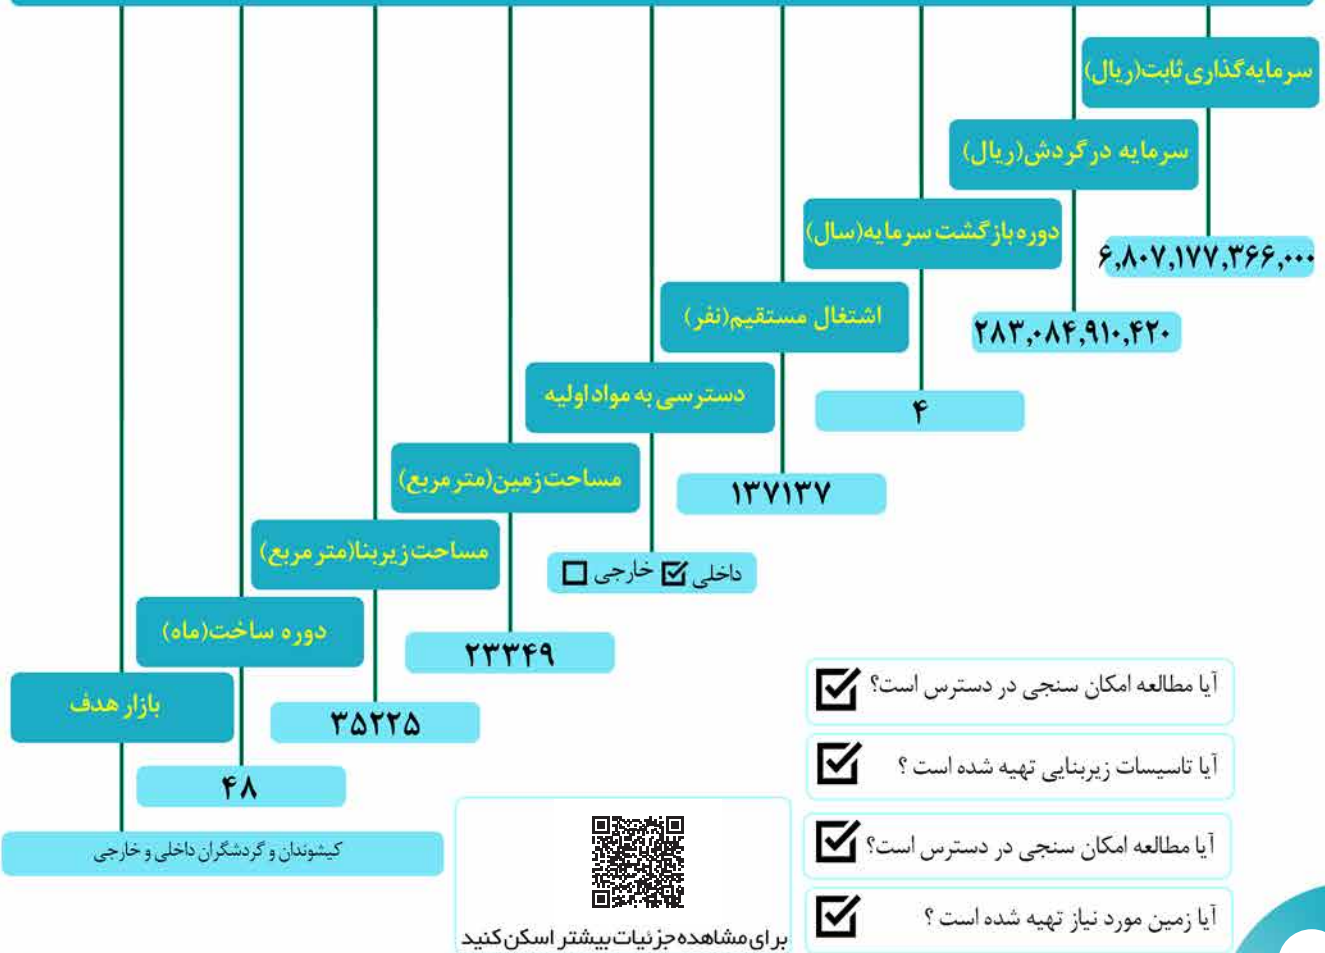 سرمایه‌گذاری ثابت(ریال)
۶,۸۰۷,۱۷۷,۳۶۶,۰۰۰
سرمایه در گردش(ریال)
۲۸۳,۰۸۴,۹۱۰,۴۲۰
دوره بازگشت سرمایه(سال)
۴
اشتغال مستقیم(نفر)
۱۳۷۱۳۷
دسترسی به مواد اولیه
داخلی ☑ خارجی ☐
مساحت زمین(متر مربع)
۲۳۳۴۹
مساحت زیربنا(متر مربع)
۳۵۲۲۵
دوره ساخت(ماه)
۴۸
بازار هدف
کیشوندان و گردشگران داخلی و خارجی
آیا مطالعه امکان سنجی در دسترس است؟ ☑
آیا تاسیسات زیربنایی تهیه شده است ؟ ☑
آیا مطالعه امکان سنجی در دسترس است؟ ☑
آیا زمین مورد نیاز تهیه شده است ؟ ☑
برای مشاهده جزئیات بیشتر اسکن کنید